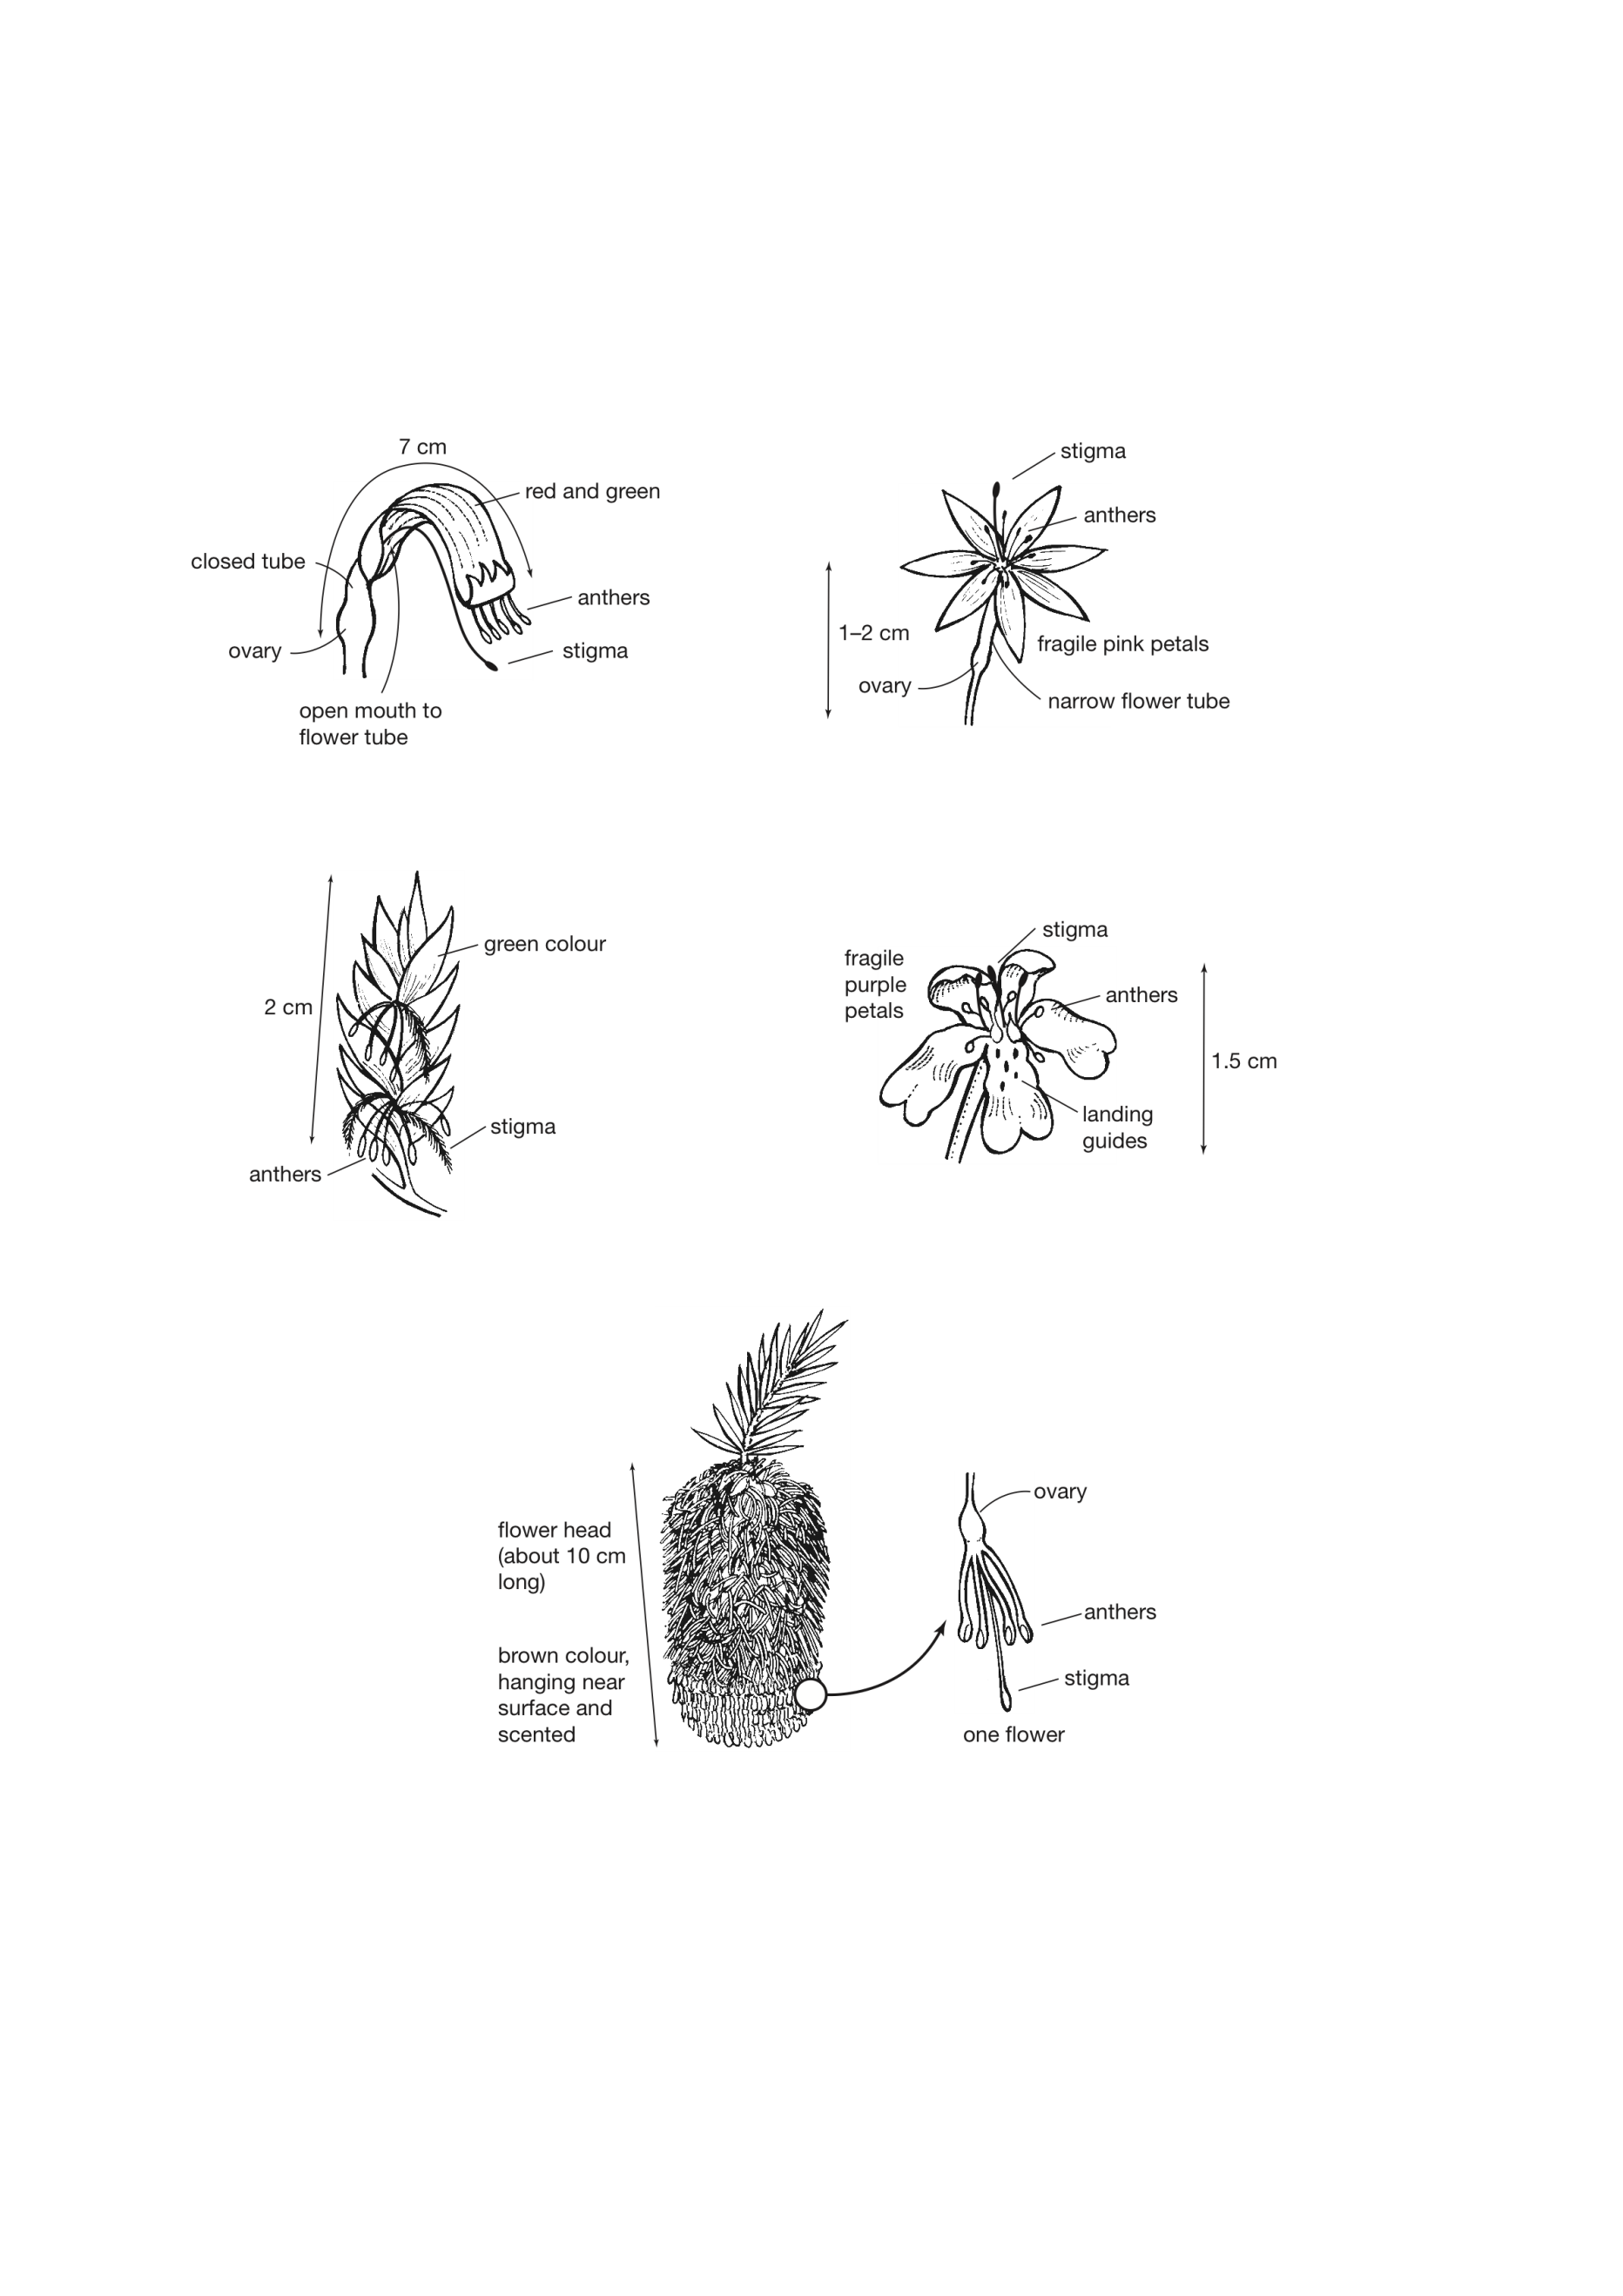 7 cm
red and green
closed tube
anthers
ovary
stigma
open mouth to
flower tube
stigma
anthers
1–2 cm
fragile pink petals
ovary
narrow flower tube
green colour
2 cm
stigma
anthers
stigma
fragile
purple
petals
anthers
1.5 cm
landing
guides
flower head
(about 10 cm
long)
brown colour,
hanging near
surface and
scented
ovary
anthers
stigma
one flower